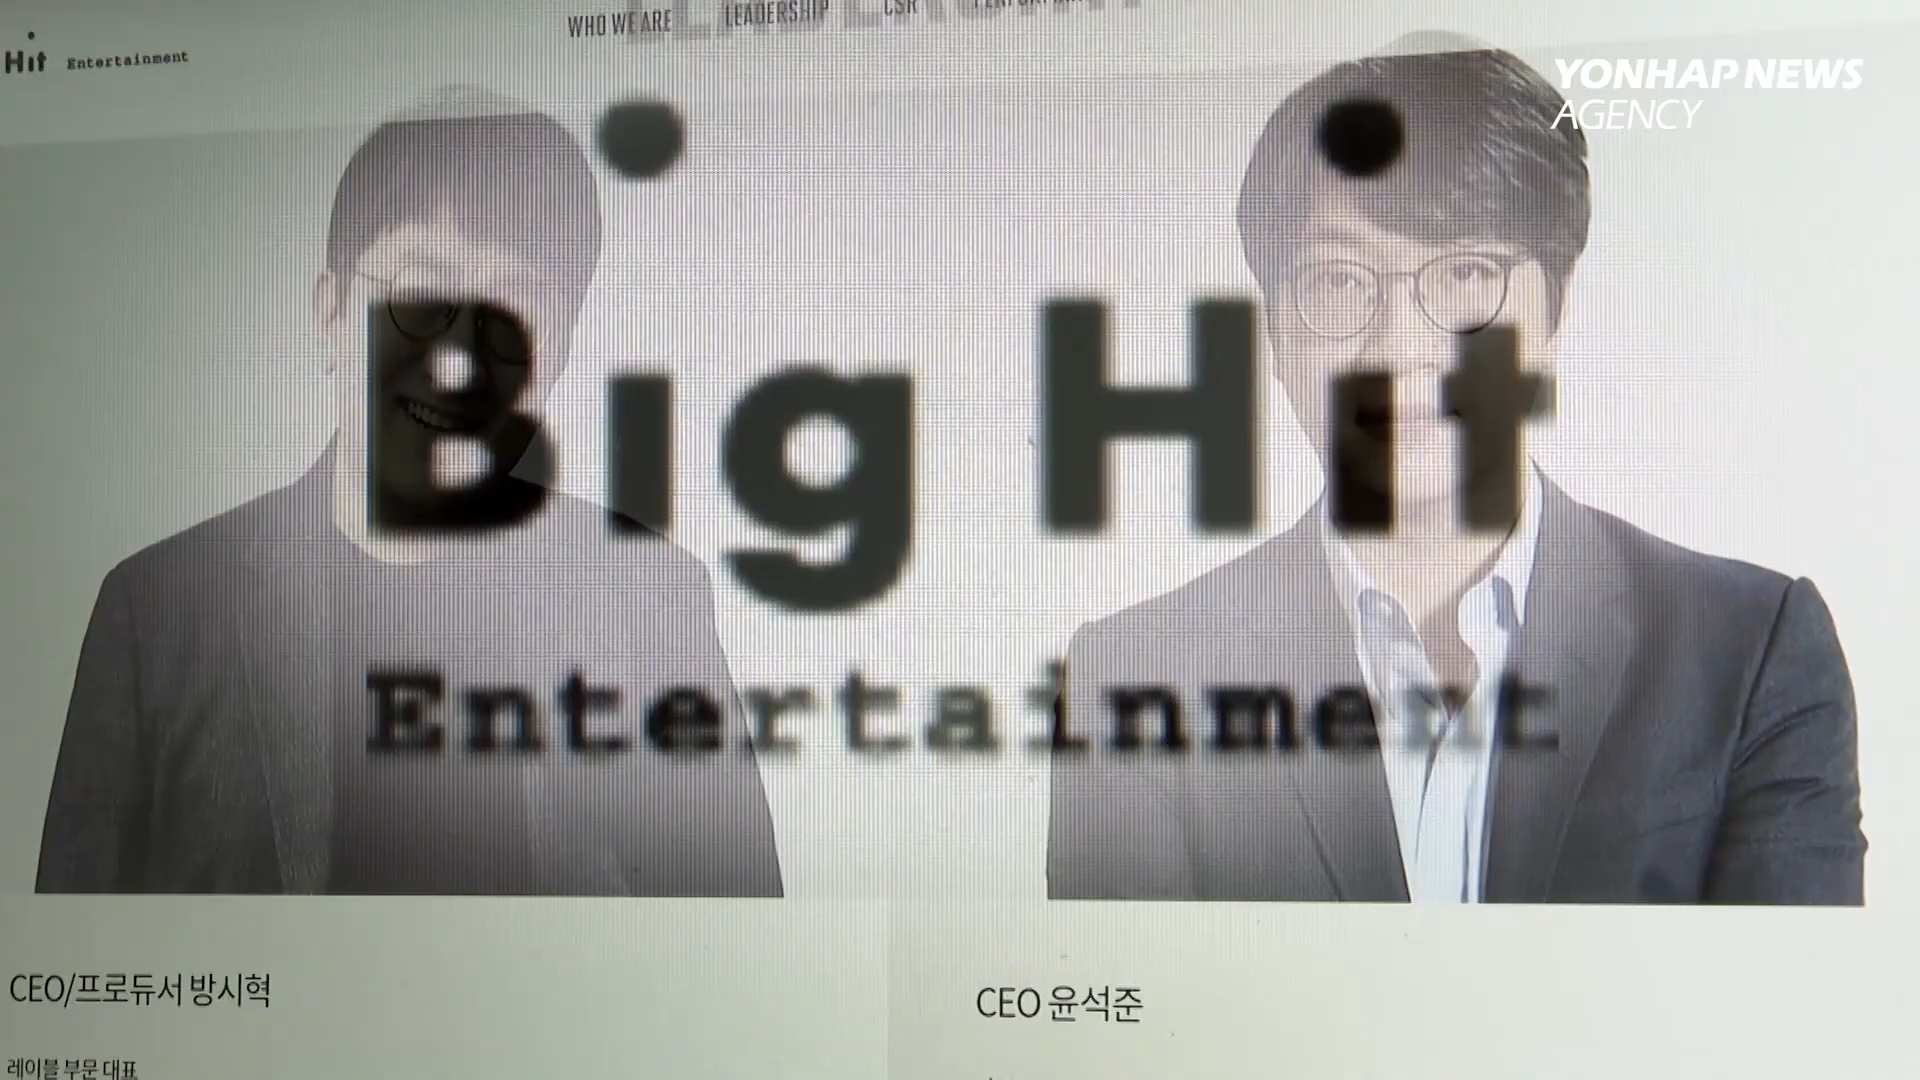 WHO WE ARE
LEADERSHIP
CSR
Hit Entertainment
YONHAP NEWS
AGENCY
Big Hit
Entertainment
CEO/프로듀서 방시혁
CEO 윤석준
레이블 부문 대표